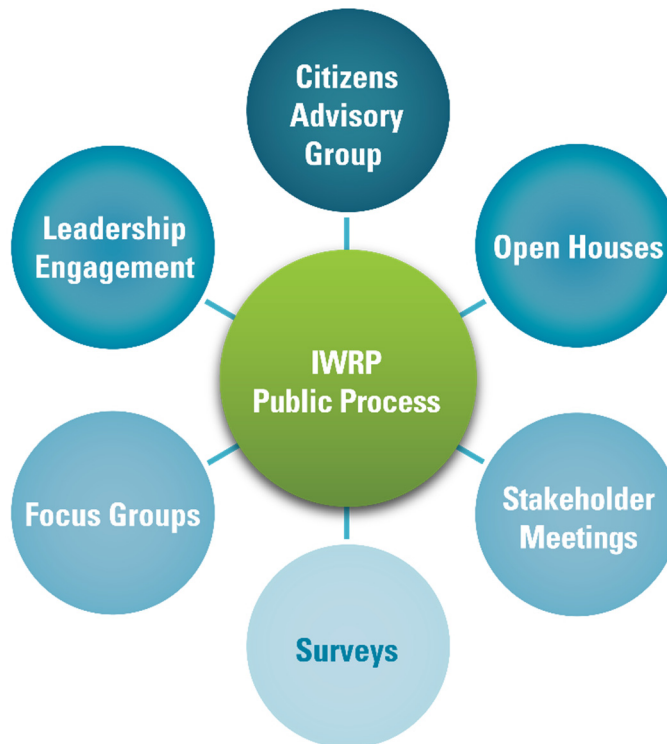 Citizens
Advisory
Group
Leadership
Engagement
Open Houses
IWRP
Public Process
Focus Groups
Stakeholder
Meetings
Surveys